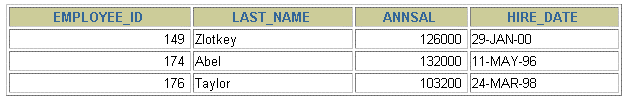 EMPLOYEE_ID LAST_NAME ANNSAL HIRE_DATE
149 Zlotkey 126000 29-JAN-00
174 Abel 132000 11-MAY-96
176 Taylor 103200 24-MAR-98